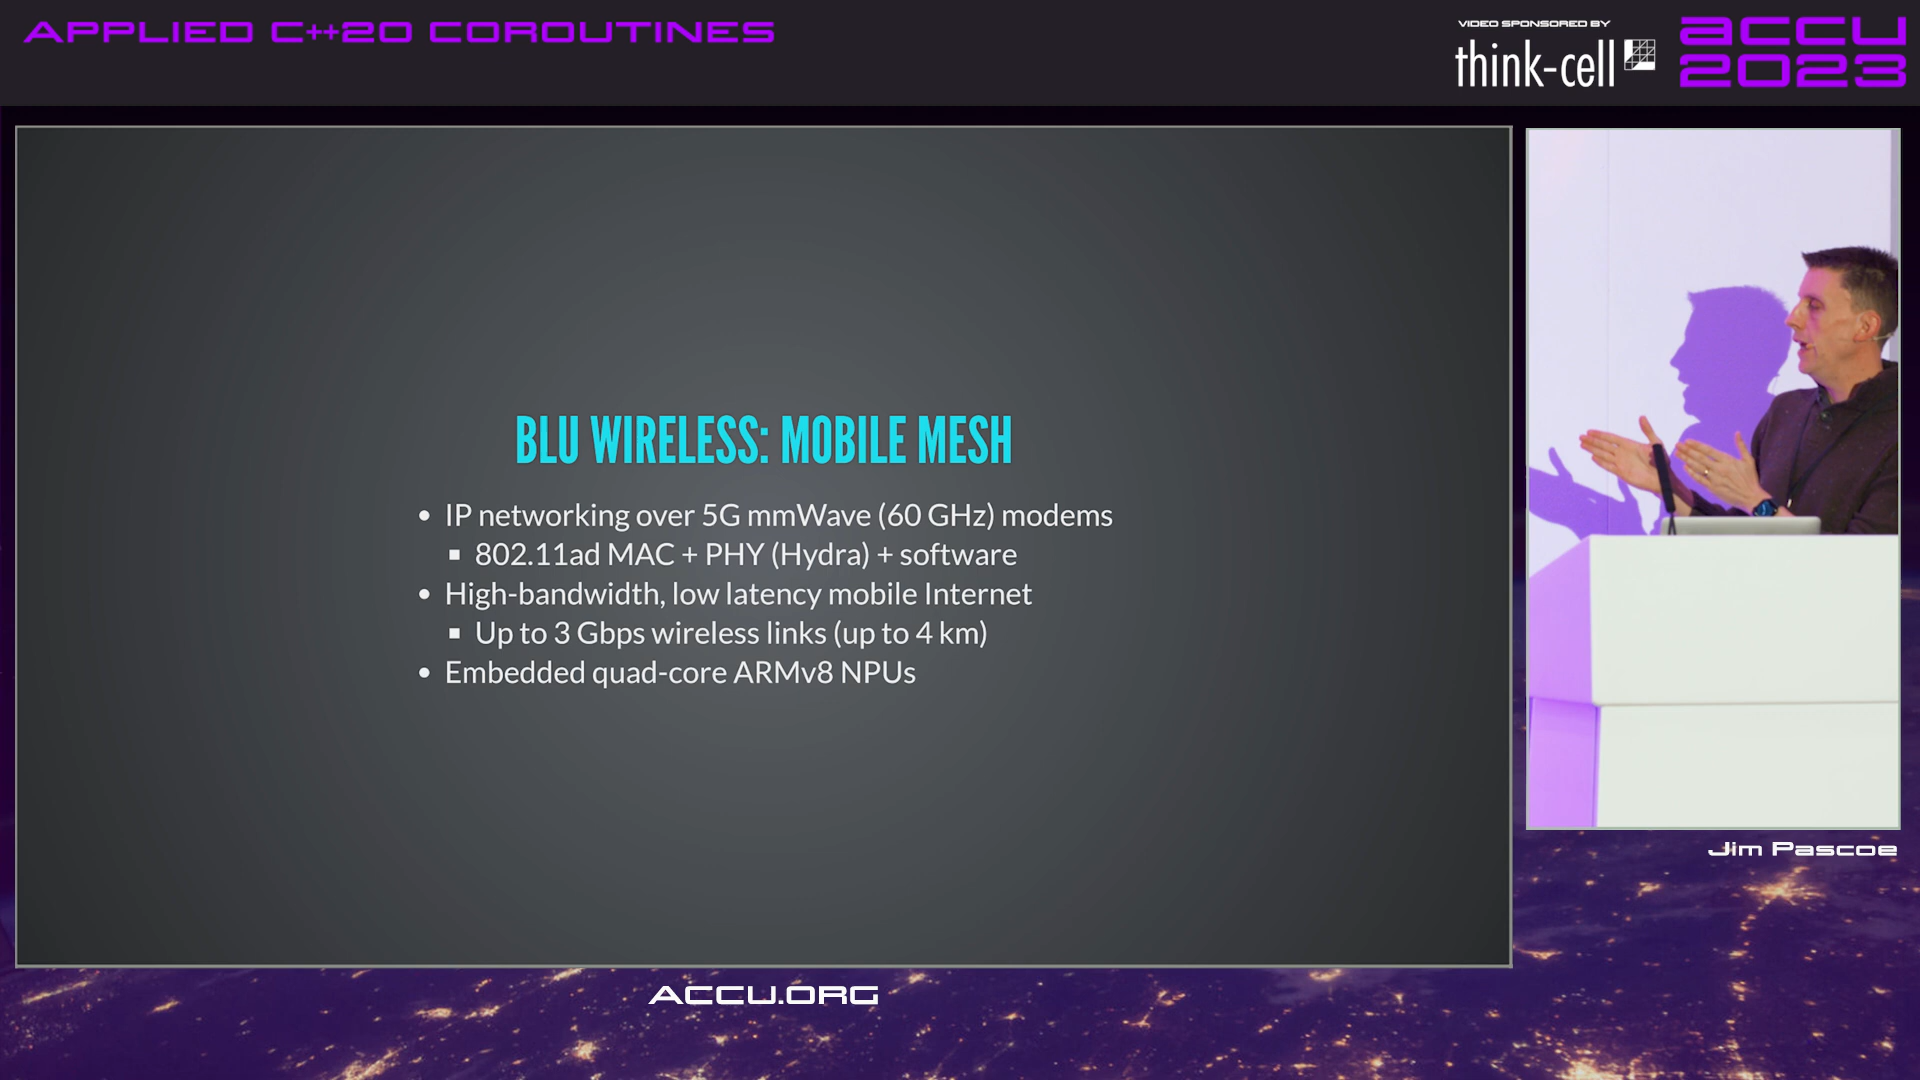 APPLIED C++20 COROUTINES
VIDEO SPONSORED BY
think-cell
accu
2023
BLU WIRELESS: MOBILE MESH
• IP networking over 5G mmWave (60 GHz) modems
▪ 802.11ad MAC + PHY (Hydra) + software
• High-bandwidth, low latency mobile Internet
▪ Up to 3 Gbps wireless links (up to 4 km)
• Embedded quad-core ARMv8 NPUs
Jim Pascoe
ACCU.ORG